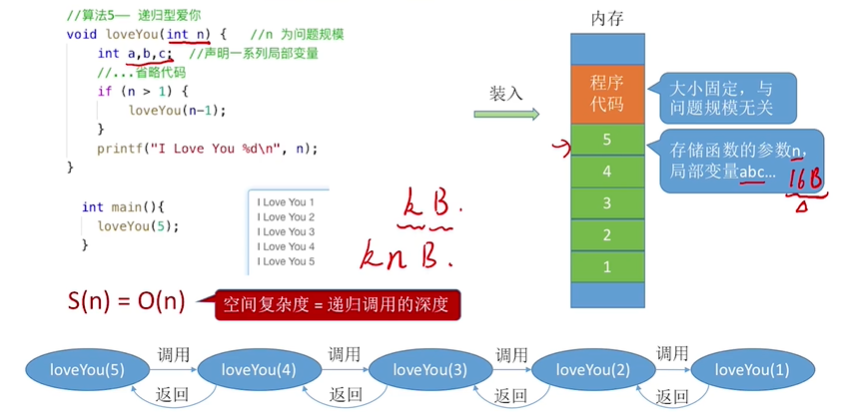 //算法5—— 递归型爱你
void loveYou(int n) {   //n 为问题规模
int a,b,c;  //声明一系列局部变量
//...省略代码
if (n > 1) {
loveYou(n-1);
}
printf("I Love You %d\n", n);
}
int main(){
loveYou(5);
}
I Love You 1
I Love You 2
I Love You 3
I Love You 4
I Love You 5
k B.
k n B.
S(n) = O(n)
空间复杂度 = 递归调用的深度
装入
内存
程序
代码
5
4
3
2
1
大小固定，与
问题规模无关
存储函数的参数n，
局部变量abc...
16B
loveYou(5)
调用
返回
loveYou(4)
调用
返回
loveYou(3)
调用
返回
loveYou(2)
调用
返回
loveYou(1)